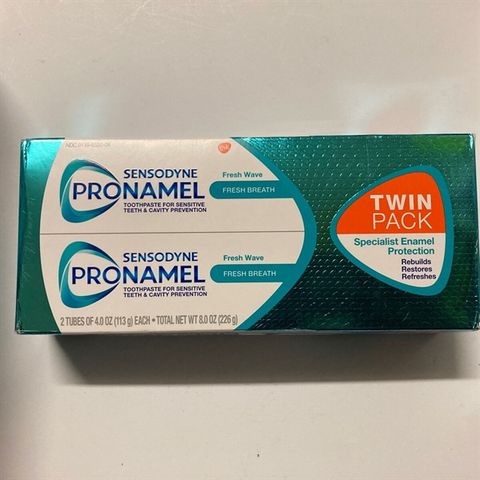 SENSODYNE
PRONAMEL
TOOTHPASTE FOR SENSITIVE
TEETH & CAVITY PREVENTION
gsk
Fresh Wave
FRESH BREATH
SENSODYNE
PRONAMEL
TOOTHPASTE FOR SENSITIVE
TEETH & CAVITY PREVENTION
Fresh Wave
FRESH BREATH
2 TUBES OF 4.0 OZ (113 g) EACH • TOTAL NET WT 8.0 OZ (226 g)
TWIN
PACK
Specialist Enamel
Protection
Rebuilds
Restores
Refreshes